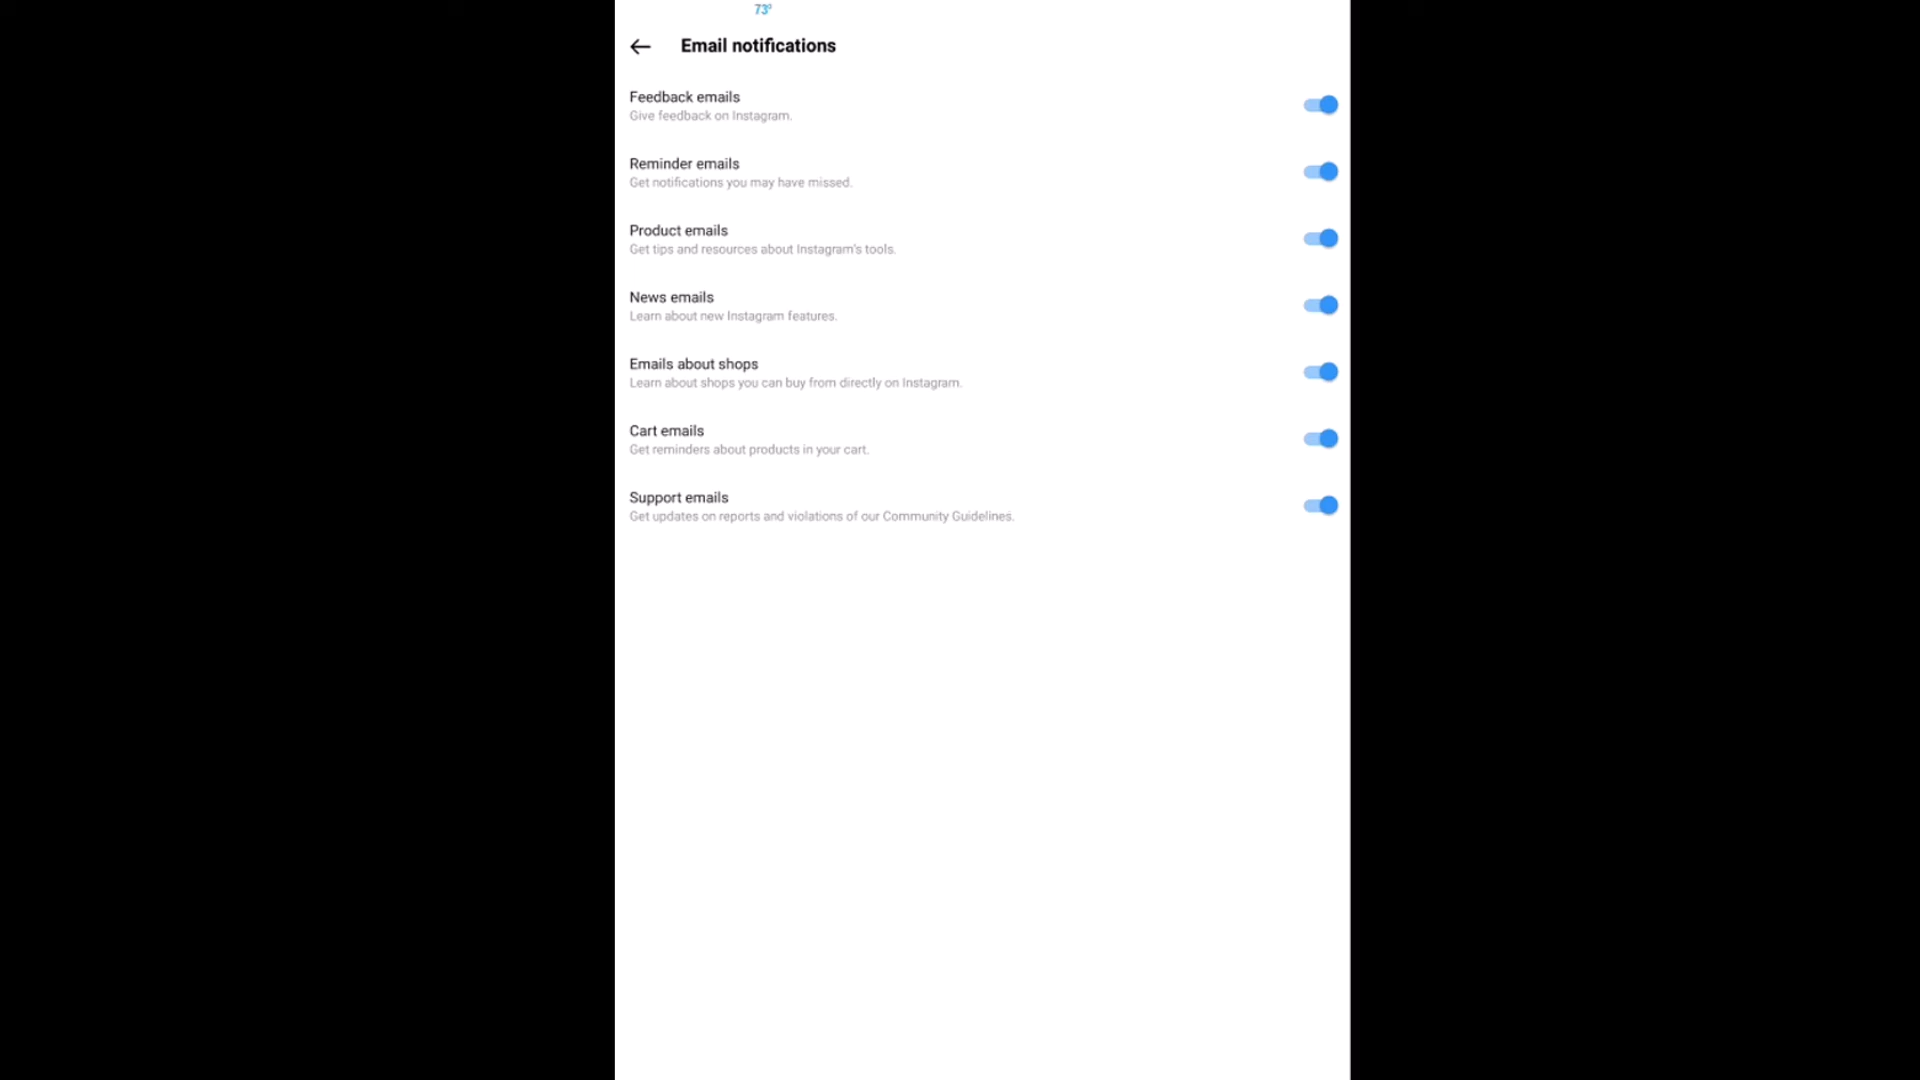 73°
Email notifications
Feedback emails
Give feedback on Instagram.
Reminder emails
Get notifications you may have missed.
Product emails
Get tips and resources about Instagram's tools.
News emails
Learn about new Instagram features.
Emails about shops
Learn about shops you can buy from directly on Instagram.
Cart emails
Get reminders about products in your cart.
Support emails
Get updates on reports and violations of our Community Guidelines.